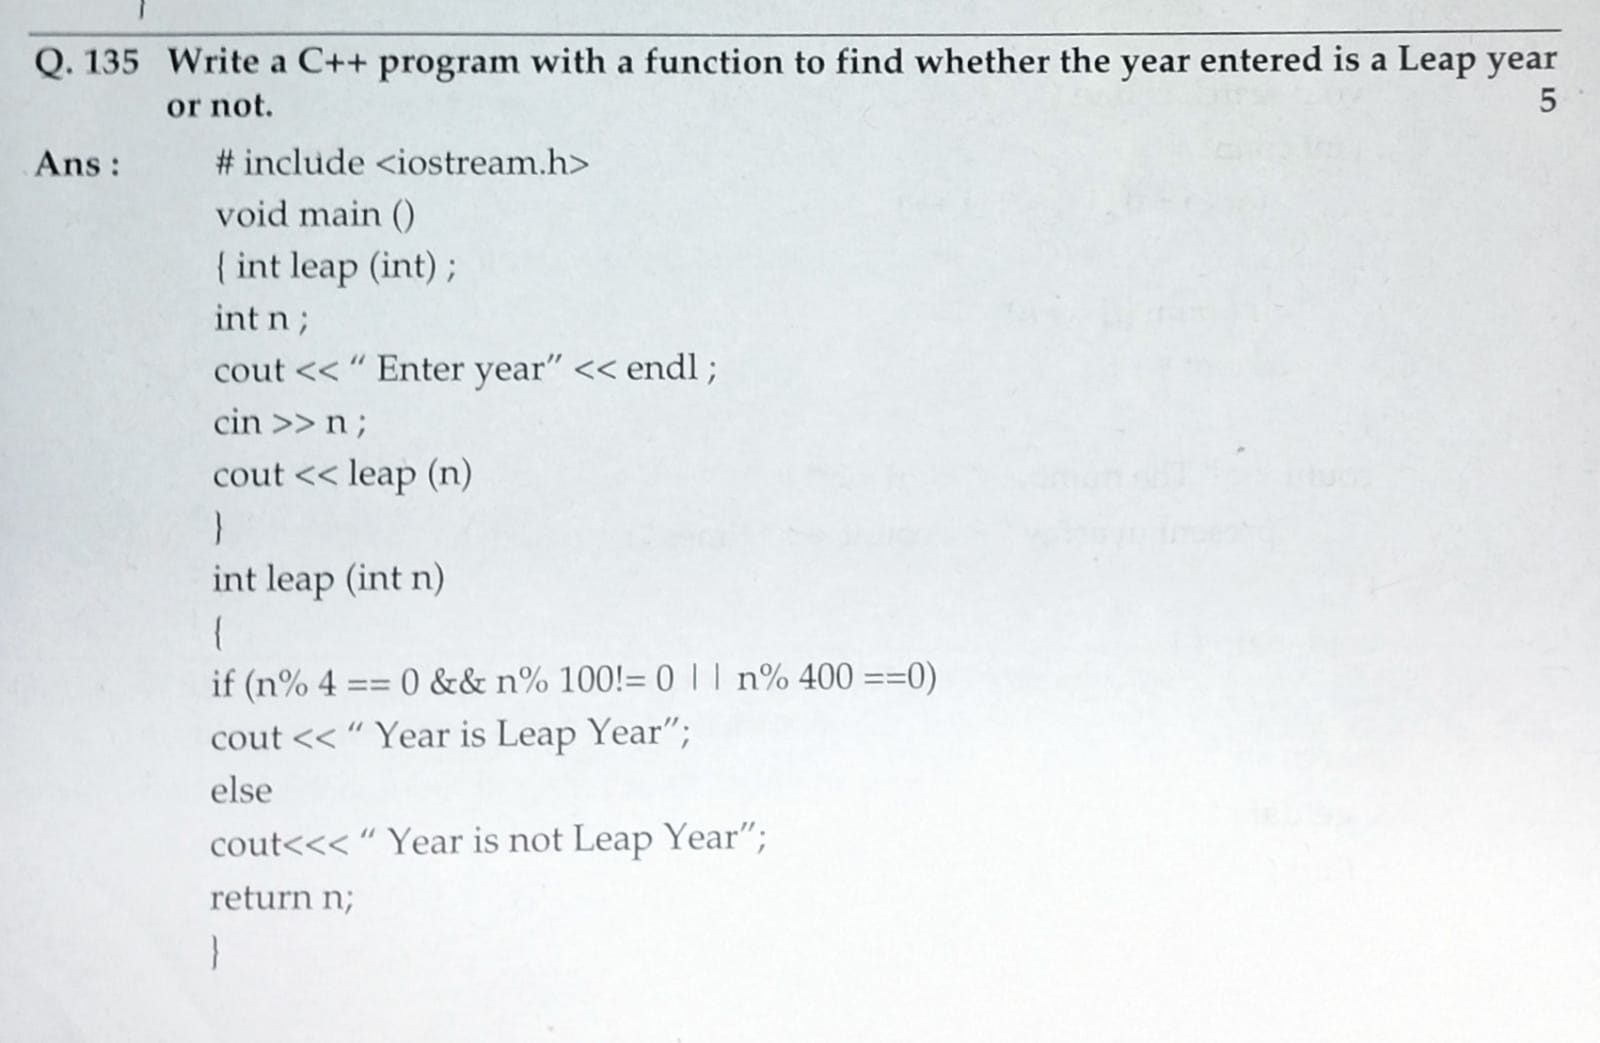 Q. 135 Write a C++ program with a function to find whether the year entered is a Leap year
or not. 5
Ans : # include <iostream.h>
void main ()
{ int leap (int) ;
int n ;
cout << “ Enter year” << endl ;
cin >> n ;
cout << leap (n)
}
int leap (int n)
{
if (n% 4 == 0 && n% 100!= 0 | | n% 400 ==0)
cout << “ Year is Leap Year”;
else
cout<<< “ Year is not Leap Year”;
return n;
}